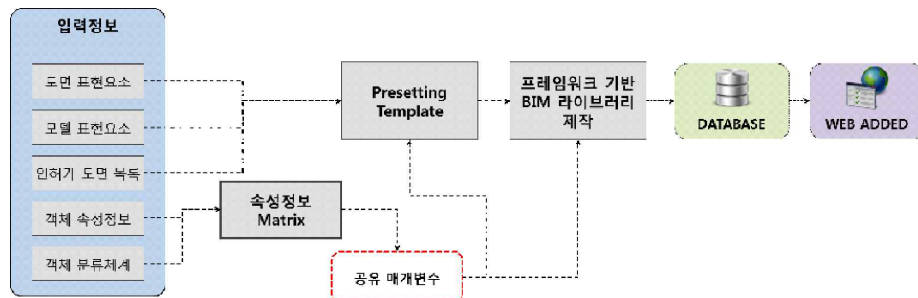 입력정보
도면 표현요소
모델 표현요소
인허가 도면 목록
객체 속성정보
객체 분류체계
Presetting
Template
속성정보
Matrix
공유 매개변수
프레임워크 기반
BIM 라이브러리
제작
DATABASE
WEB ADDED